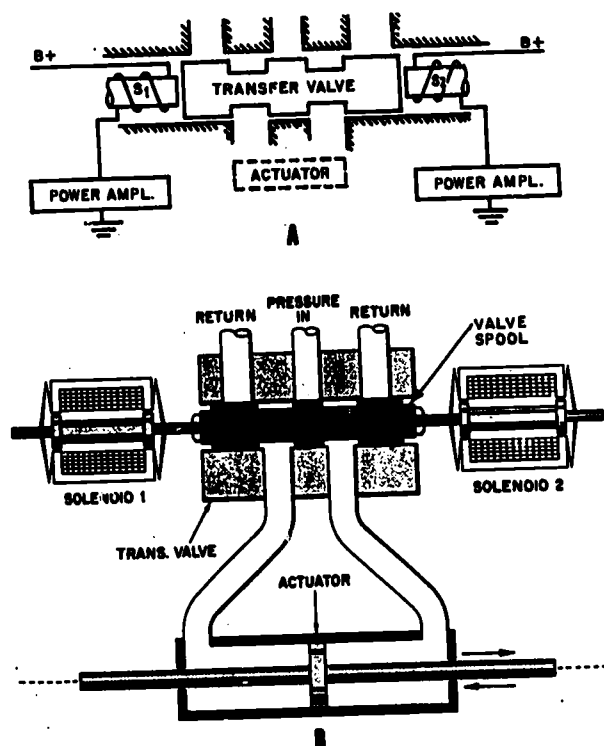 B+ B+
S1 TRANSFER VALVE S2
ACTUATOR
POWER AMPL. POWER AMPL.
A
RETURN PRESSURE IN RETURN
VALVE SPOOL
SOLENOID 1 SOLENOID 2
TRANS. VALVE
ACTUATOR
B